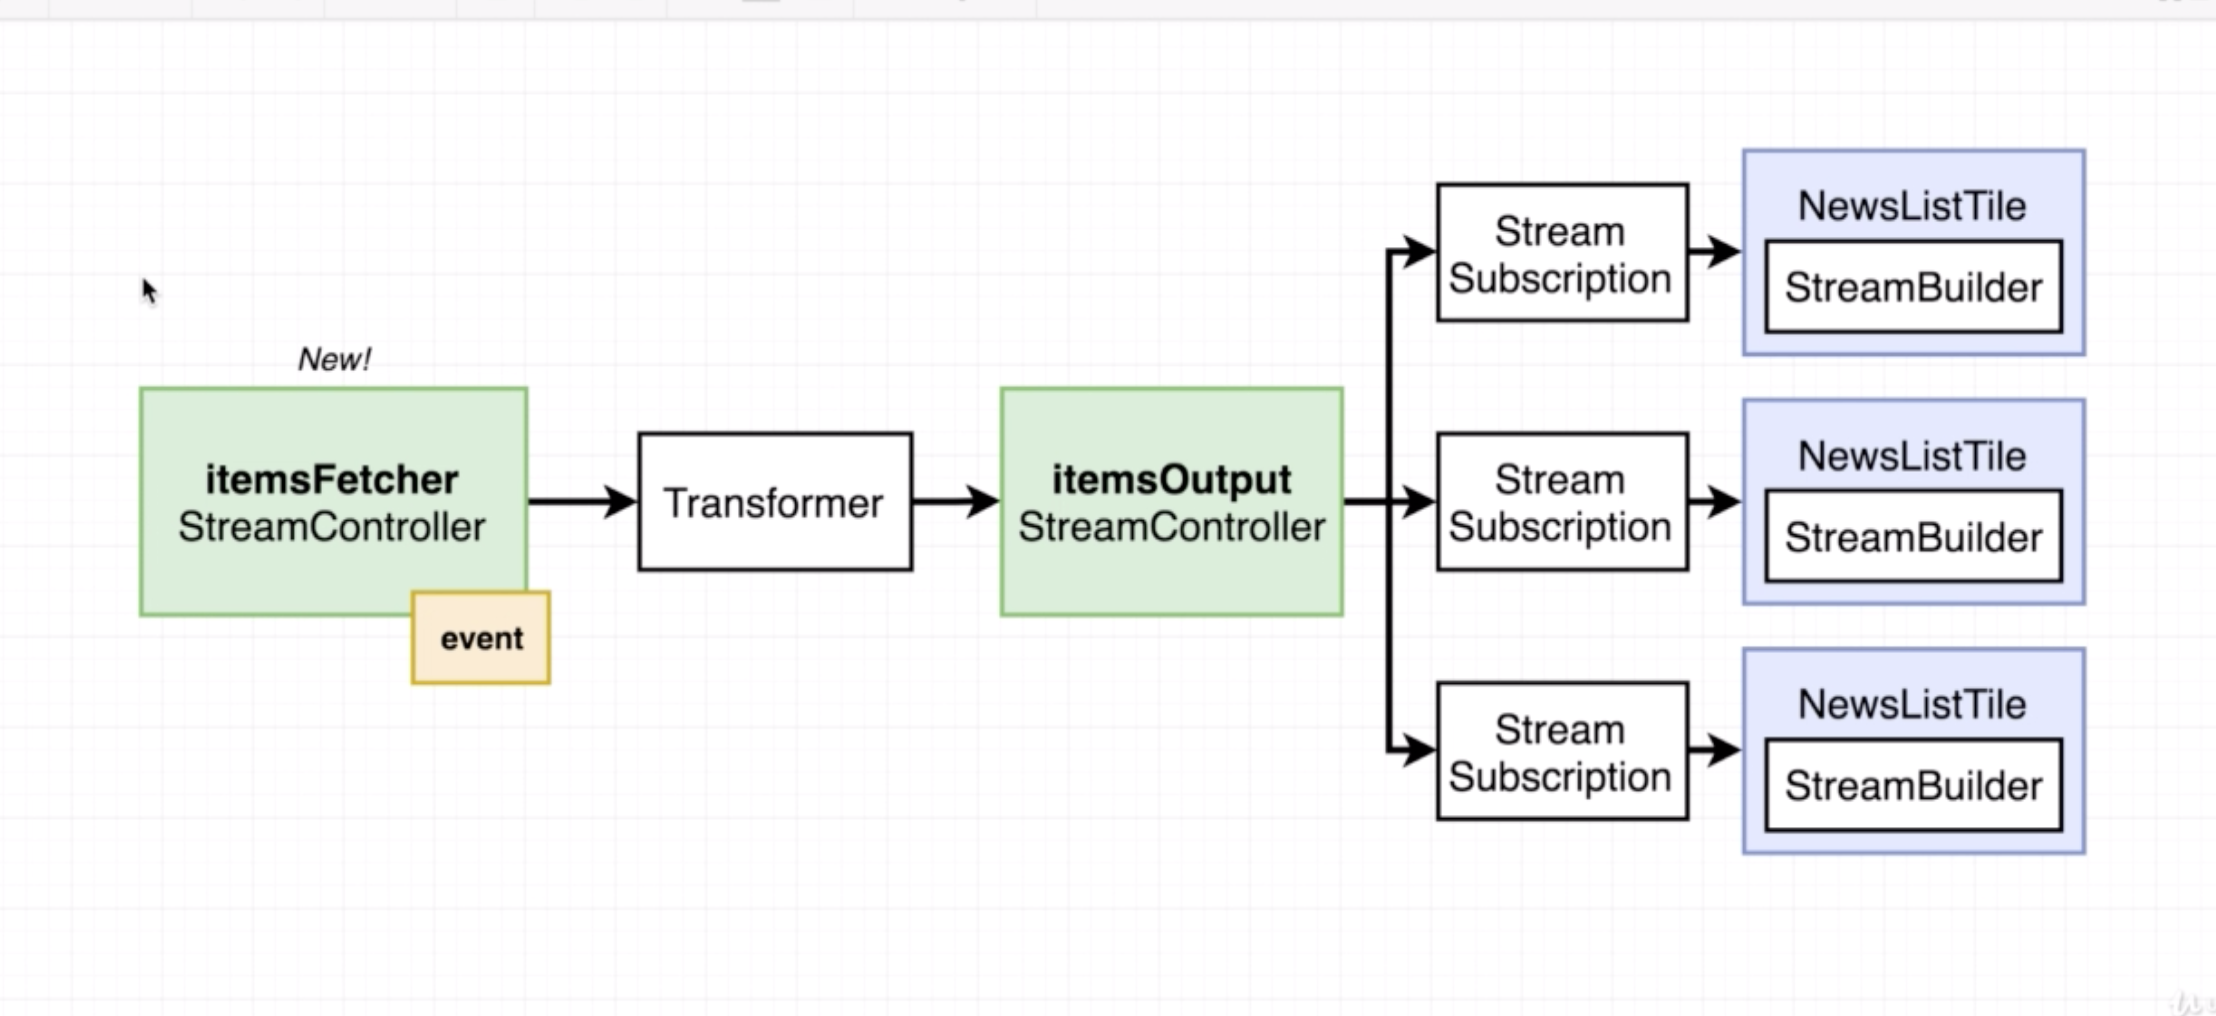 New!
itemsFetcher
StreamController
event
Transformer
itemsOutput
StreamController
Stream
Subscription
NewsListTile
StreamBuilder
Stream
Subscription
NewsListTile
StreamBuilder
Stream
Subscription
NewsListTile
StreamBuilder